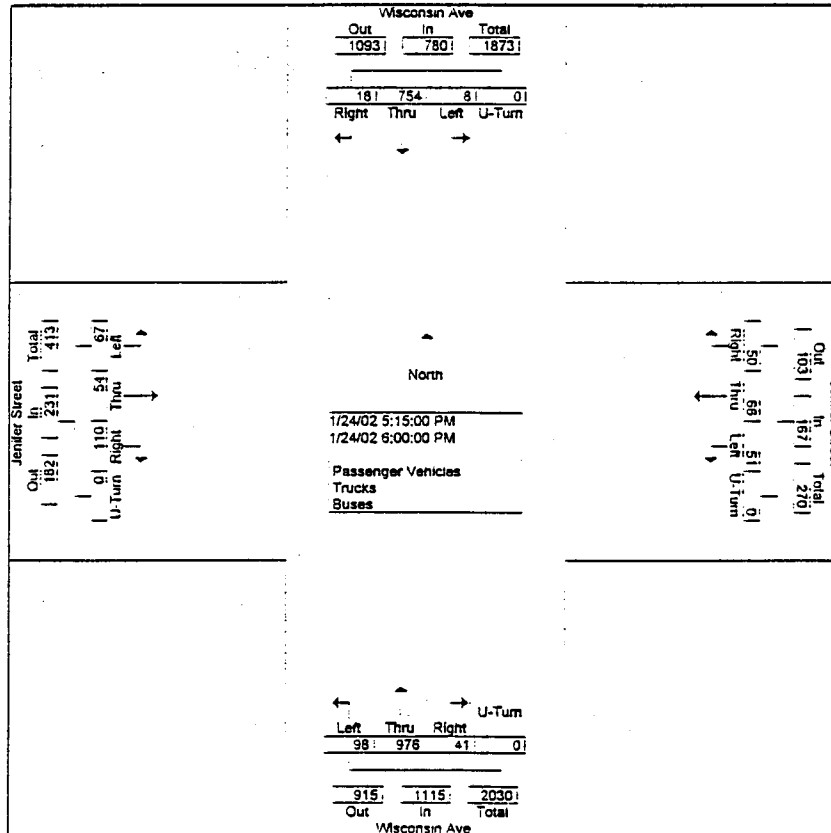 Wisconsin Ave
Out In Total
1093 780 1873
18 754 8 0
Right Thru Left U-Turn
Jenifer Street
Total In Out
413 231 182
67 54 110 0
Left Thru Right U-Turn
North
1/24/02 5:15:00 PM
1/24/02 6:00:00 PM
Passenger Vehicles
Trucks
Buses
Right Thru Left U-Turn
50 66 51 0
103 167 270
Out In Total
U-Turn
Left Thru Right
98 976 41 0
915 1115 2030
Out In Total
Wisconsin Ave